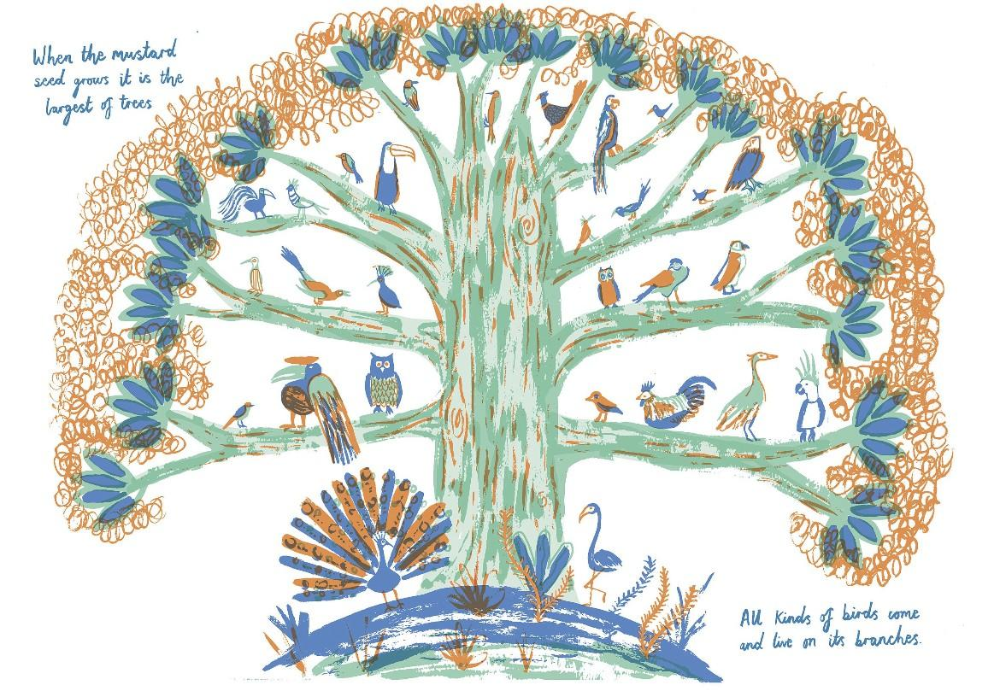 When the mustard
seed grows it is the
largest of trees
All kinds of birds come
and live on its branches.